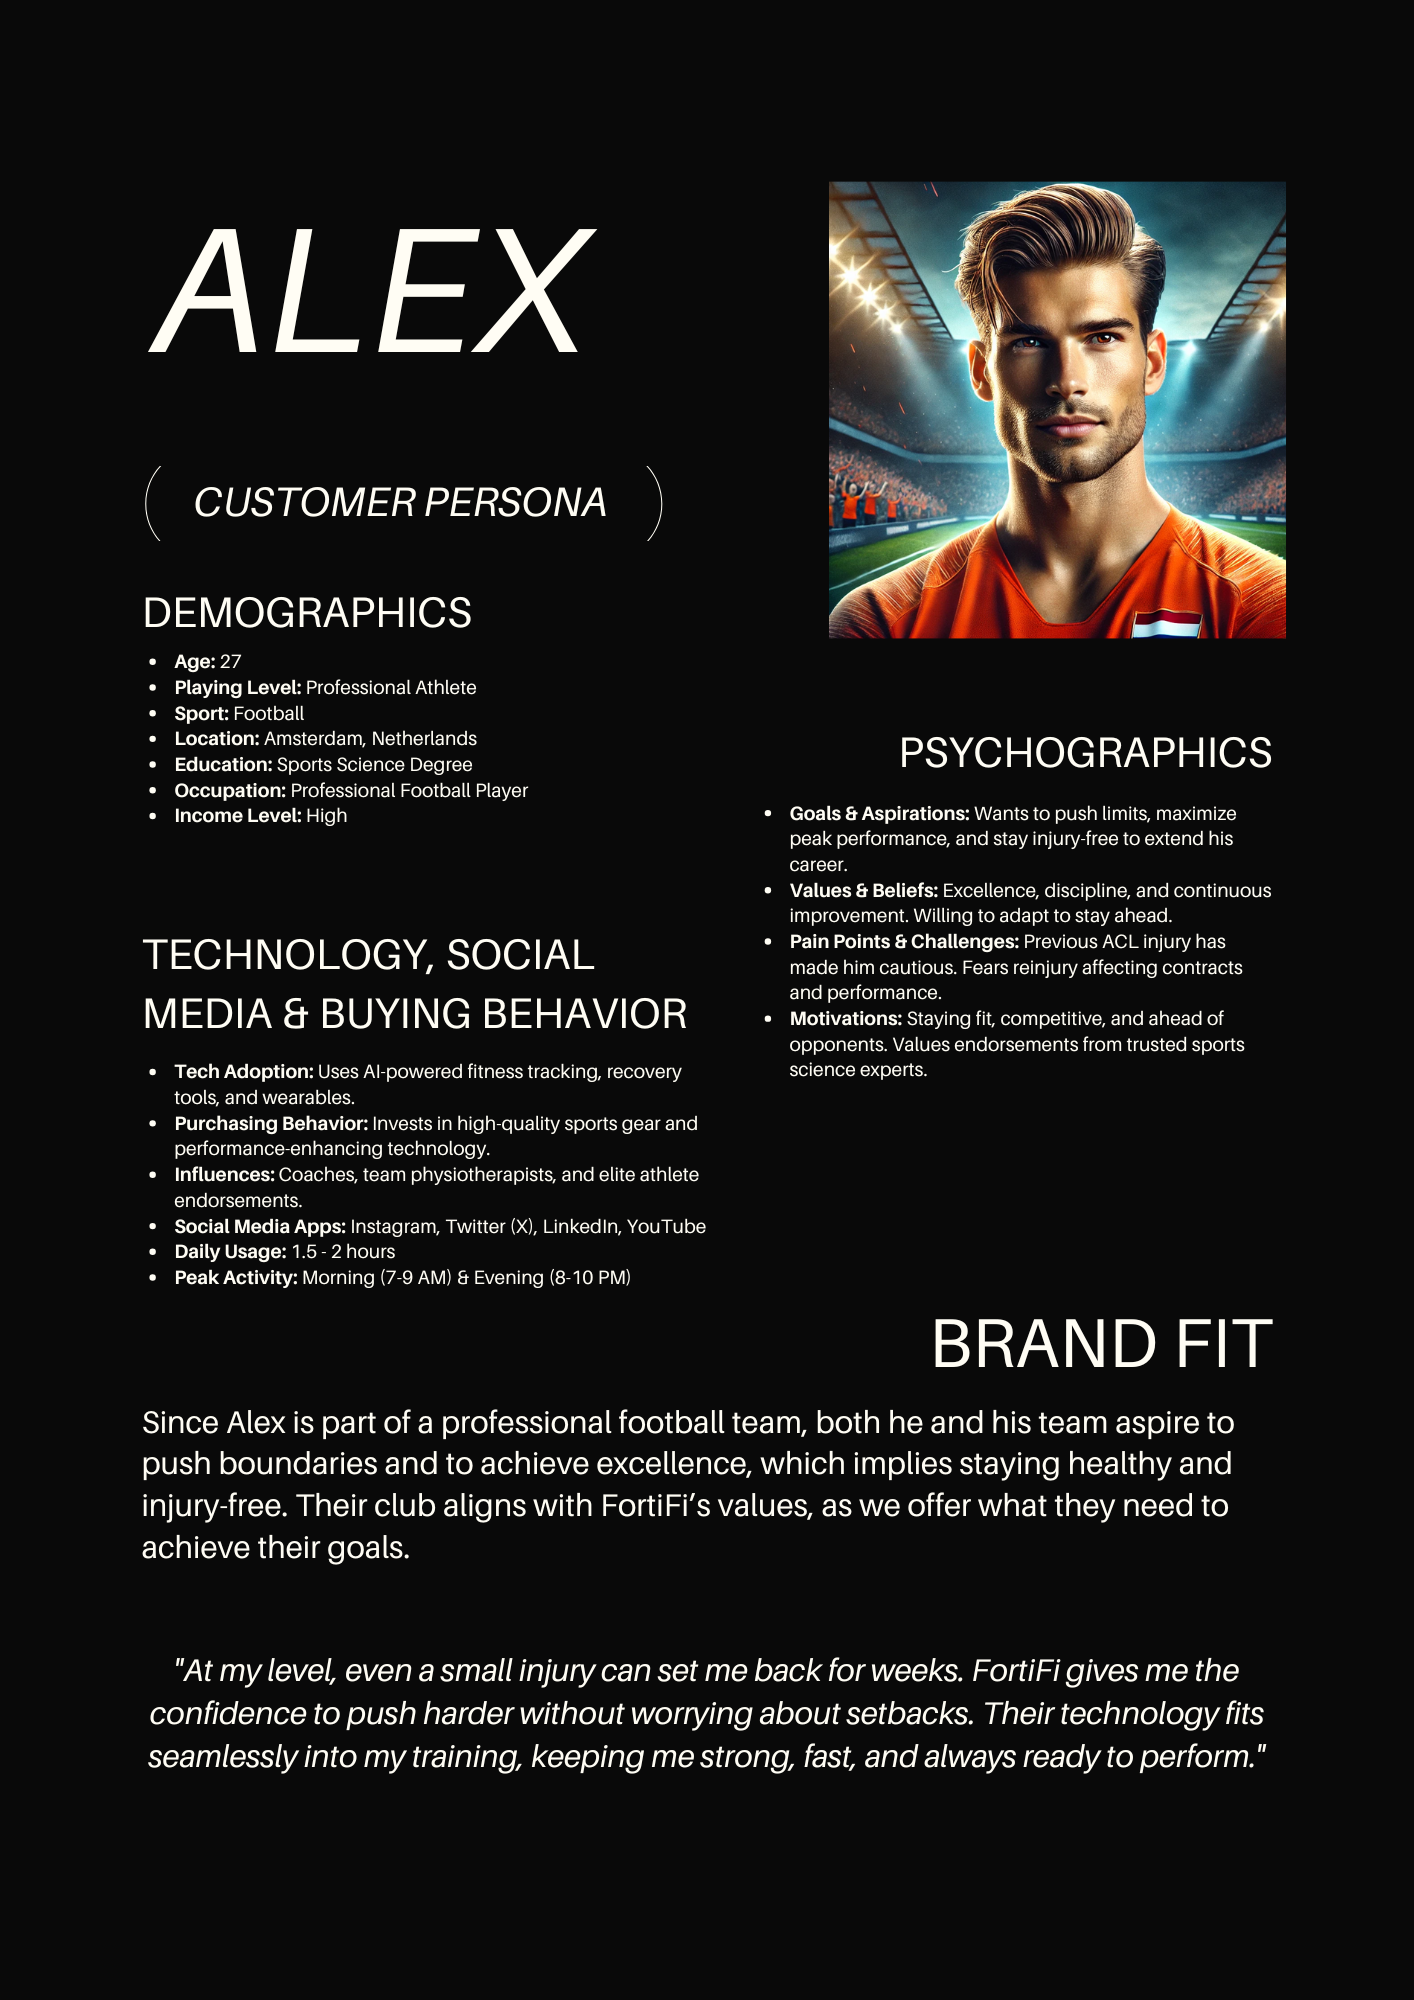 ALEX
CUSTOMER PERSONA
DEMOGRAPHICS
• Age: 27
• Playing Level: Professional Athlete
• Sport: Football
• Location: Amsterdam, Netherlands
• Education: Sports Science Degree
• Occupation: Professional Football Player
• Income Level: High
PSYCHOGRAPHICS
• Goals & Aspirations: Wants to push limits, maximize
peak performance, and stay injury-free to extend his
career.
• Values & Beliefs: Excellence, discipline, and continuous
improvement. Willing to adapt to stay ahead.
• Pain Points & Challenges: Previous ACL injury has
made him cautious. Fears reinjury affecting contracts
and performance.
• Motivations: Staying fit, competitive, and ahead of
opponents. Values endorsements from trusted sports
science experts.
TECHNOLOGY, SOCIAL
MEDIA & BUYING BEHAVIOR
• Tech Adoption: Uses AI-powered fitness tracking, recovery
tools, and wearables.
• Purchasing Behavior: Invests in high-quality sports gear and
performance-enhancing technology.
• Influences: Coaches, team physiotherapists, and elite athlete
endorsements.
• Social Media Apps: Instagram, Twitter (X), LinkedIn, YouTube
• Daily Usage: 1.5 - 2 hours
• Peak Activity: Morning (7-9 AM) & Evening (8-10 PM)
BRAND FIT
Since Alex is part of a professional football team, both he and his team aspire to
push boundaries and to achieve excellence, which implies staying healthy and
injury-free. Their club aligns with FortiFi’s values, as we offer what they need to
achieve their goals.
"At my level, even a small injury can set me back for weeks. FortiFi gives me the
confidence to push harder without worrying about setbacks. Their technology fits
seamlessly into my training, keeping me strong, fast, and always ready to perform."